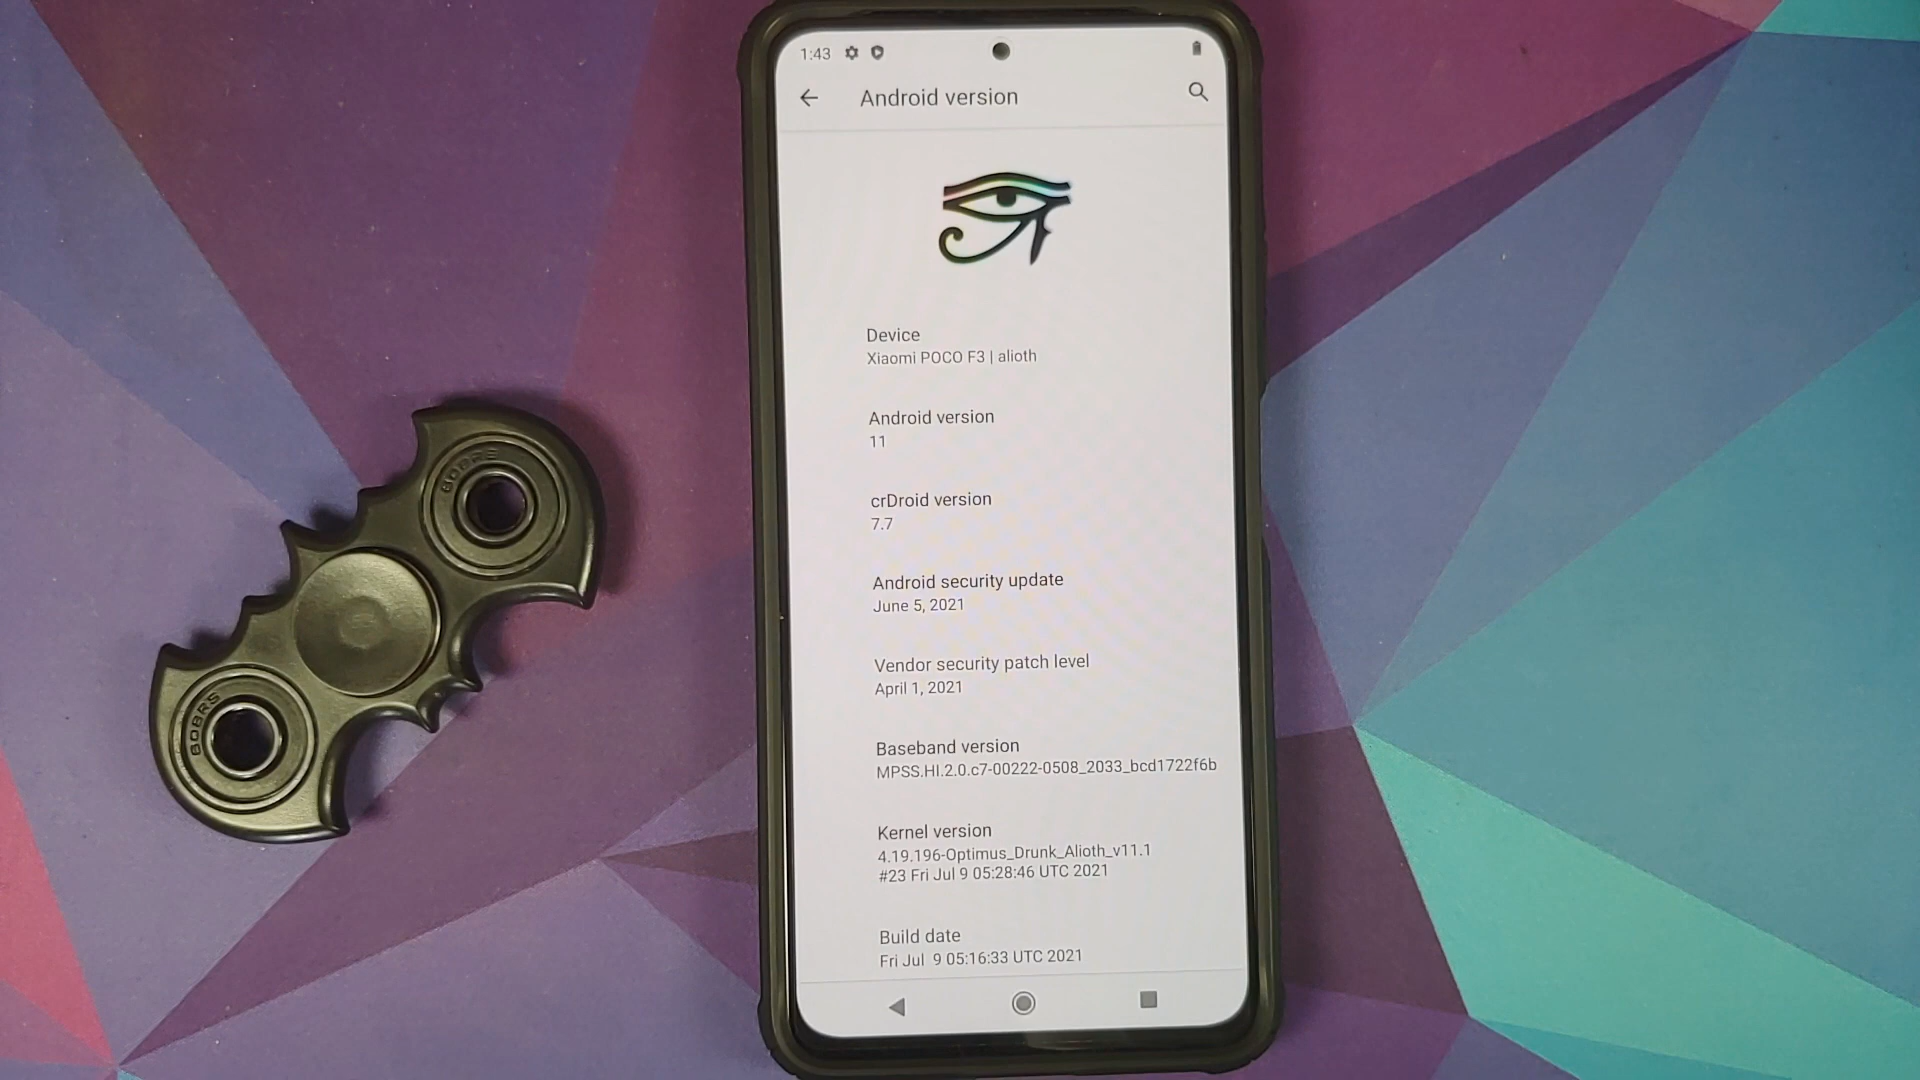 1:43
Android version
Device
Xiaomi POCO F3 | alioth
Android version
11
crDroid version
7.7
Android security update
June 5, 2021
Vendor security patch level
April 1, 2021
Baseband version
MPSS.HI.2.0.c7-00222-0508_2033_bcd1722f6b
Kernel version
4.19.196-Optimus_Drunk_Alioth_v11.1
#23 Fri Jul 9 05:28:46 UTC 2021
Build date
Fri Jul  9 05:16:33 UTC 2021